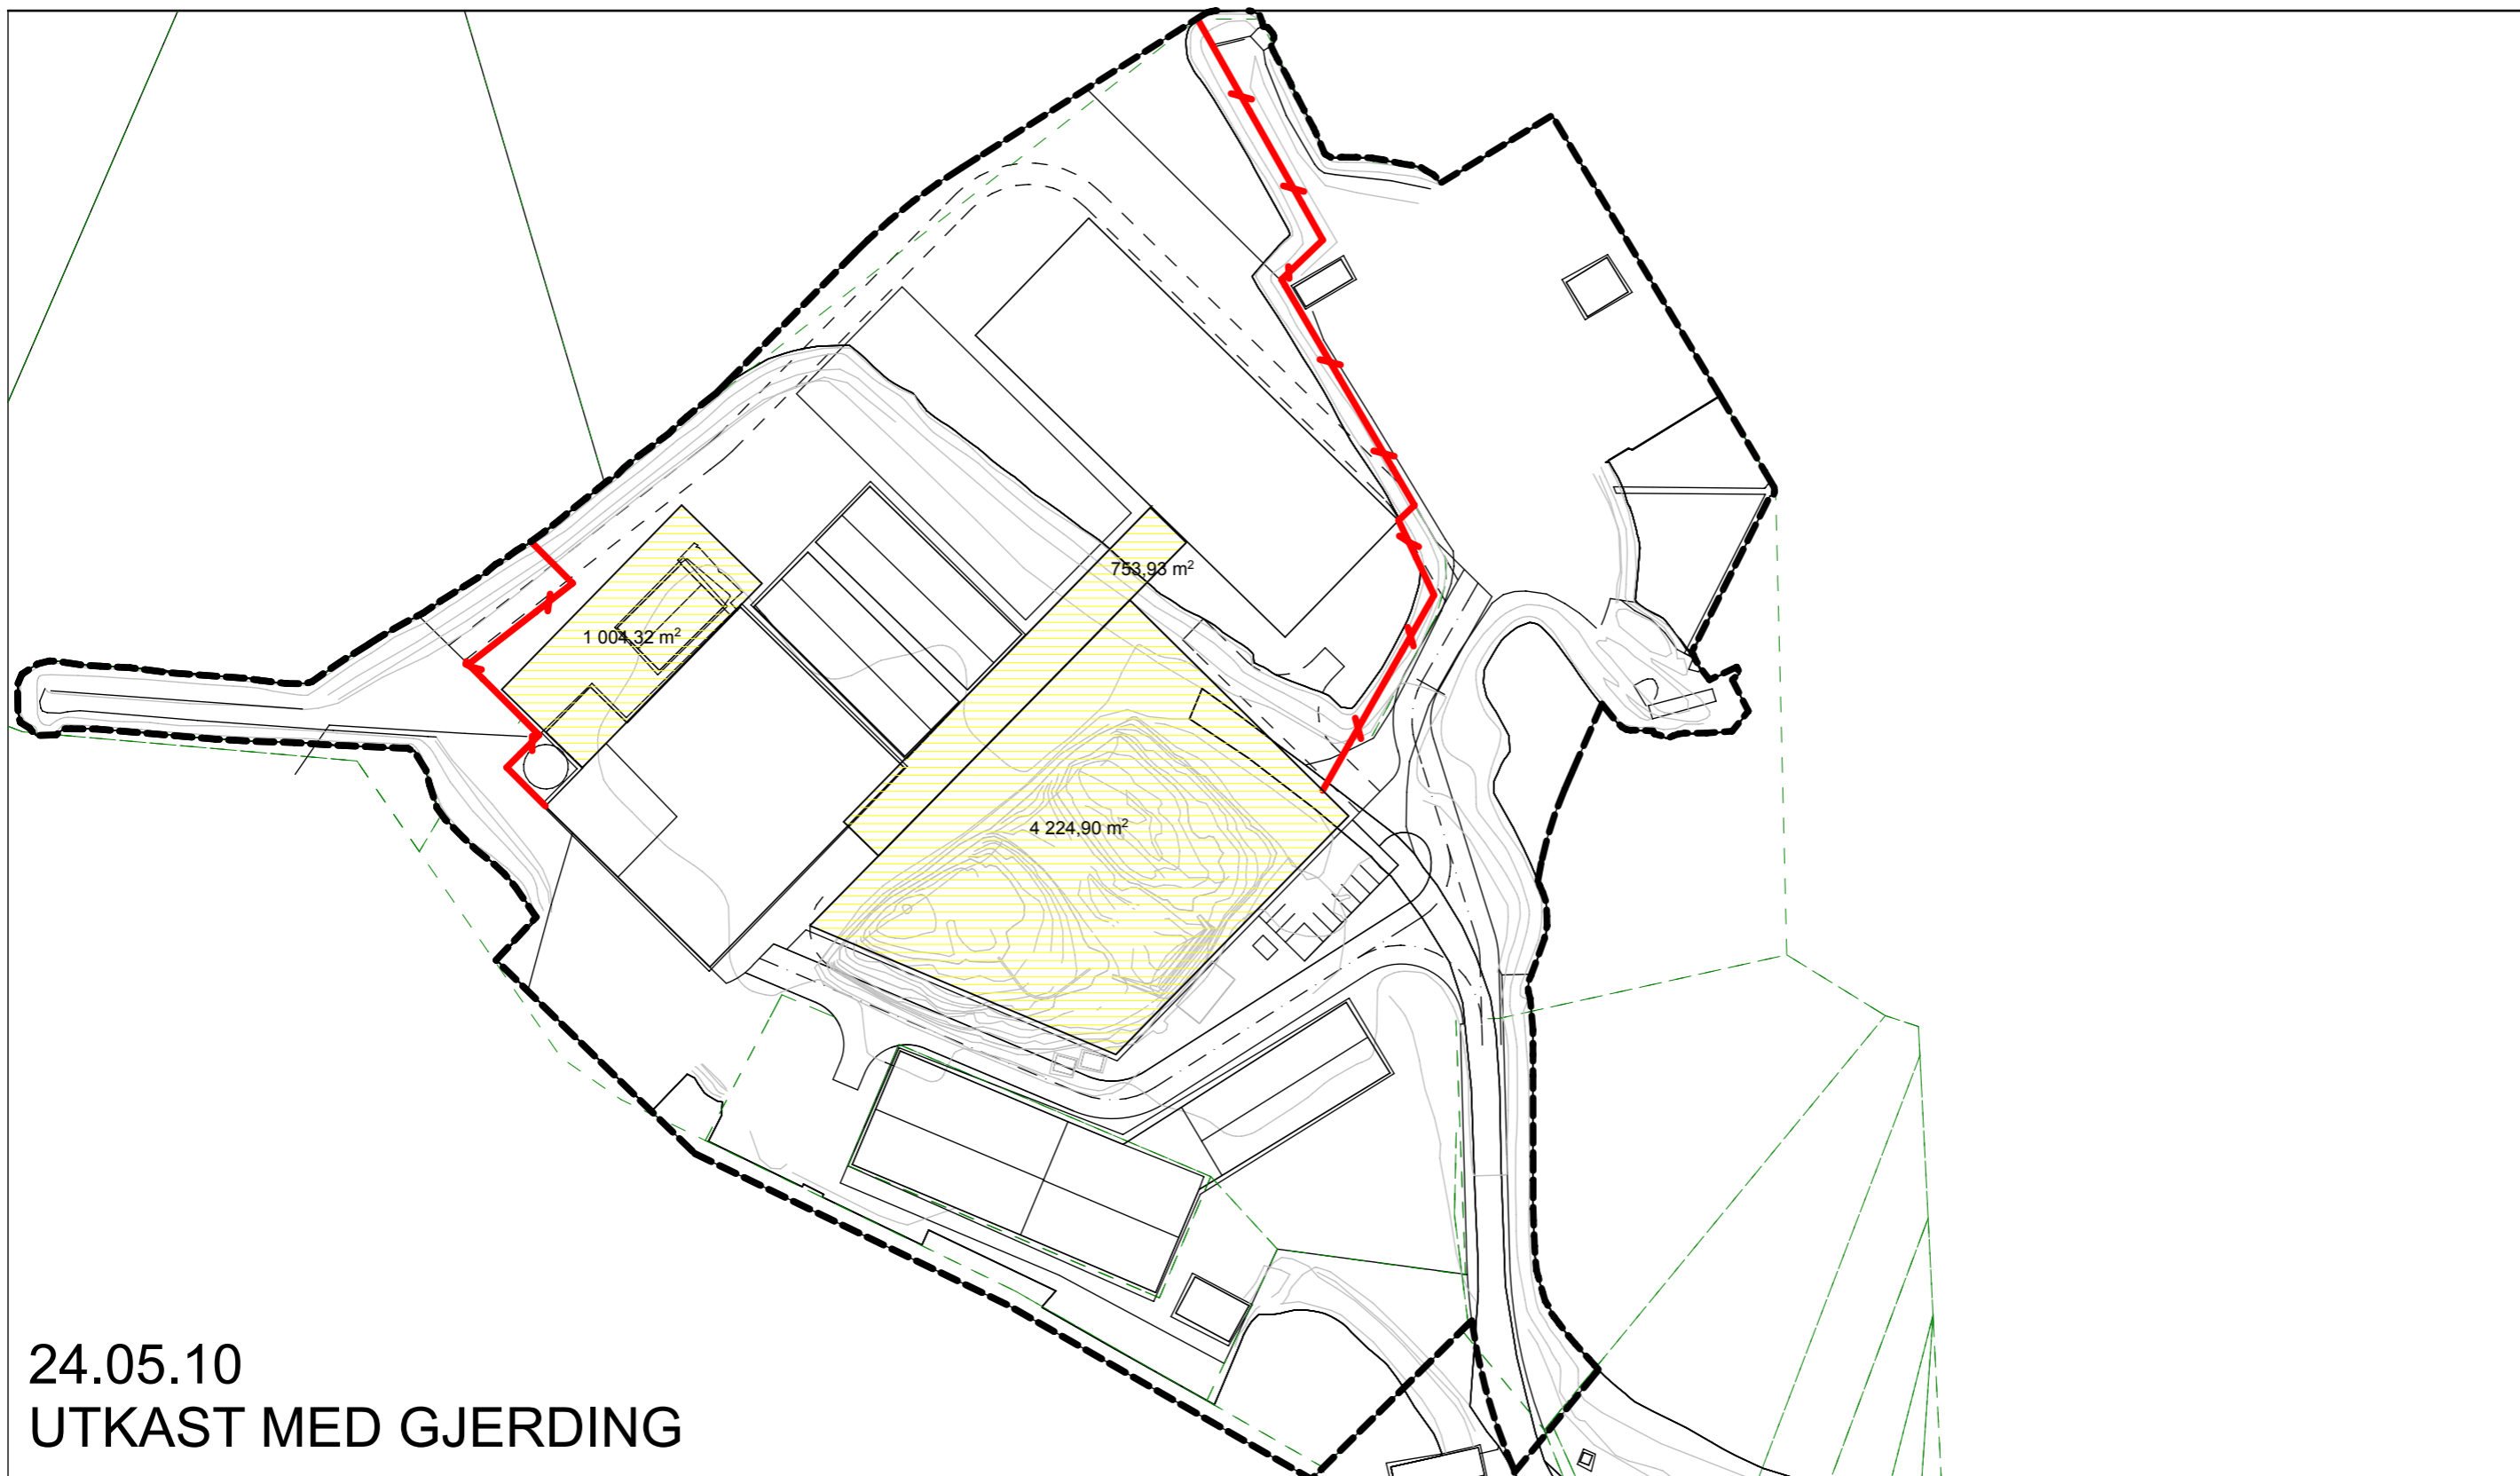 753,93 m²
1 004,32 m²
4 224,90 m²
24.05.10
UTKAST MED GJERDING